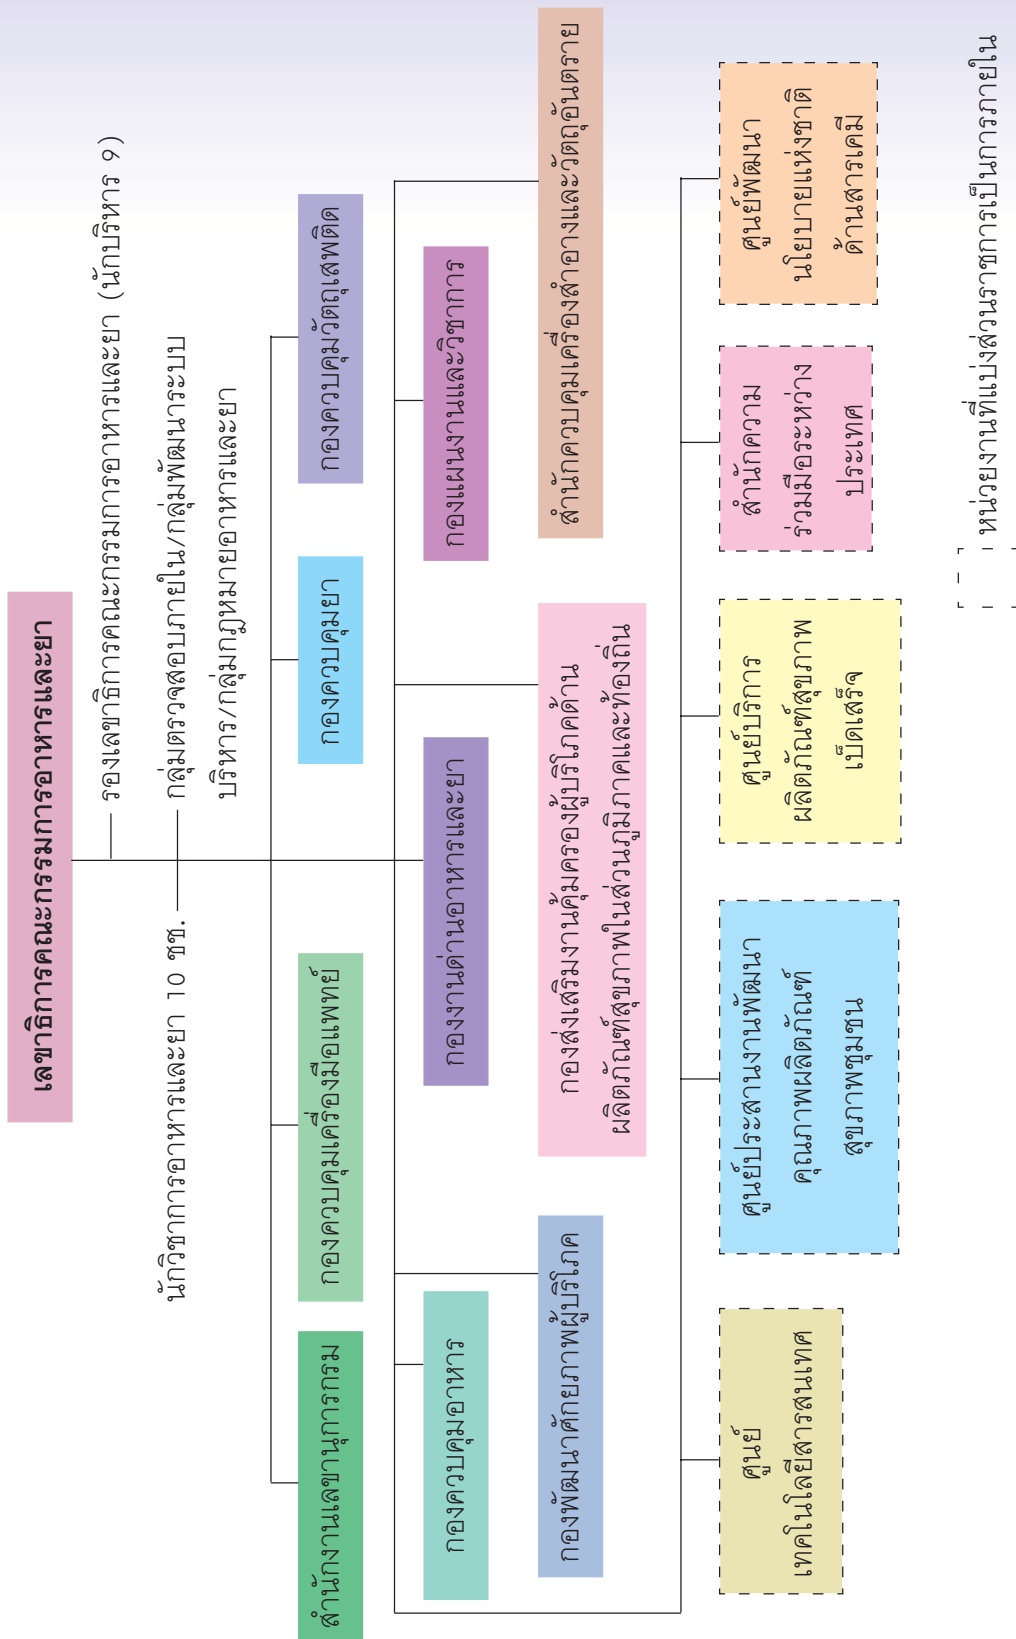 เลขาธิการคณะกรรมการอาหารและยา
รองเลขาธิการคณะกรรมการอาหารและยา (นักบริหาร 9)
นักวิชาการอาหารและยา 10 ชช.
กลุ่มตรวจสอบภายใน/กลุ่มพัฒนาระบบ
บริหาร/กลุ่มกฎหมายอาหารและยา
สำนักงานเลขานุการกรม
กองควบคุมเครื่องมือแพทย์
กองควบคุมยา
กองควบคุมวัตถุเสพติด
กองควบคุมอาหาร
กองงานด่านอาหารและยา
กองแผนงานและวิชาการ
กองพัฒนาศักยภาพผู้บริโภค
กองส่งเสริมงานคุ้มครองผู้บริโภคด้าน
ผลิตภัณฑ์สุขภาพในส่วนภูมิภาคและท้องถิ่น
สำนักควบคุมเครื่องสำอางและวัตถุอันตราย
ศูนย์
เทคโนโลยีสารสนเทศ
ศูนย์ประสานงานพัฒนา
คุณภาพผลิตภัณฑ์
สุขภาพชุมชน
ศูนย์บริการ
ผลิตภัณฑ์สุขภาพ
เบ็ดเสร็จ
สำนักความ
ร่วมมือระหว่าง
ประเทศ
ศูนย์พัฒนา
นโยบายแห่งชาติ
ด้านสารเคมี
หน่วยงานที่แบ่งส่วนราชการเป็นการภายใน